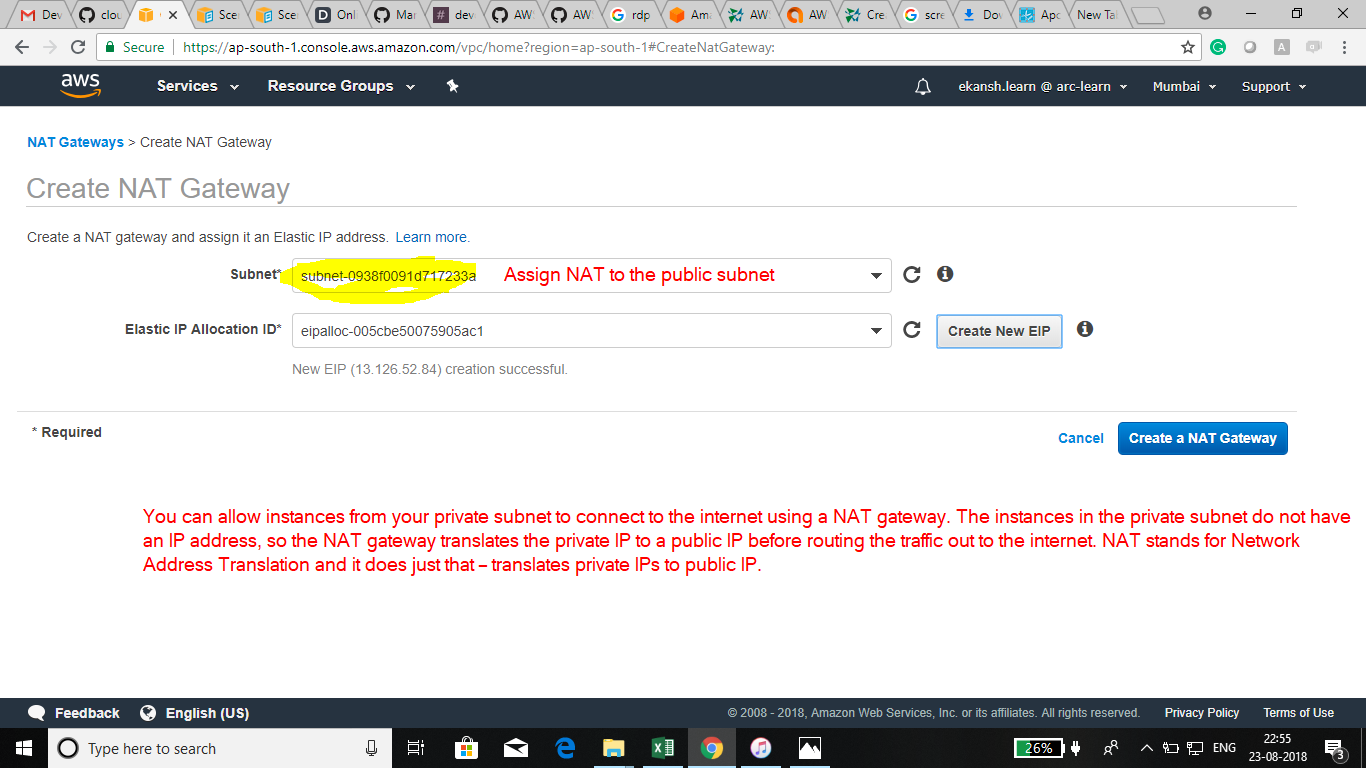 Dev
clou
Scer
Scer
Onl
Mar
dev
AW
AW
rdp
Ama
AW
AW
Cre
scre
Dov
Apc
New Tal
Secure
https://ap-south-1.console.aws.amazon.com/vpc/home?region=ap-south-1#CreateNatGateway:
aws
Services
Resource Groups
ekansh.learn @ arc-learn
Mumbai
Support
NAT Gateways > Create NAT Gateway
Create NAT Gateway
Create a NAT gateway and assign it an Elastic IP address. Learn more.
Subnet* subnet-0938f0091d717233a Assign NAT to the public subnet
Elastic IP Allocation ID* eipalloc-005cbe50075905ac1 Create New EIP
New EIP (13.126.52.84) creation successful.
* Required
Cancel Create a NAT Gateway
You can allow instances from your private subnet to connect to the internet using a NAT gateway. The instances in the private subnet do not have
an IP address, so the NAT gateway translates the private IP to a public IP before routing the traffic out to the internet. NAT stands for Network
Address Translation and it does just that – translates private IPs to public IP.
Feedback English (US) © 2008 - 2018, Amazon Web Services, Inc. or its affiliates. All rights reserved. Privacy Policy Terms of Use
Type here to search
26%
ENG
22:55
23-08-2018
3